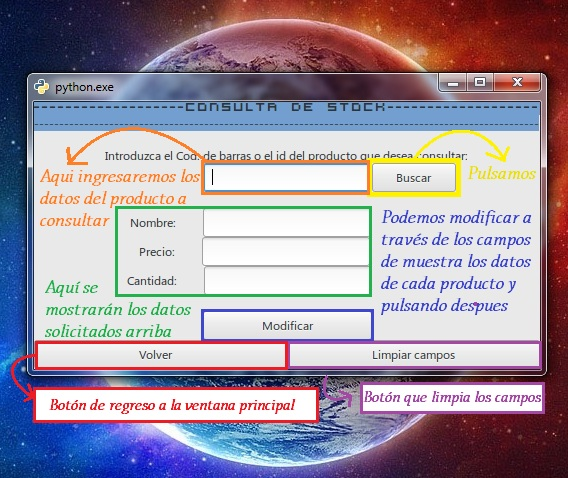 python.exe
CONSULTA DE STOCK
Introduzca el Cod. de barras o el id del producto que desea consultar:
Aqui ingresaremos los
datos del producto a
consultar
Buscar
Pulsamos
Nombre:
Precio:
Cantidad:
Podemos modificar a
través de los campos
de muestra los datos
de cada producto y
pulsando despues
Aquí se
mostrarán los datos
solicitados arriba
Modificar
Volver
Limpiar campos
Botón de regreso a la ventana principal
Botón que limpia los campos